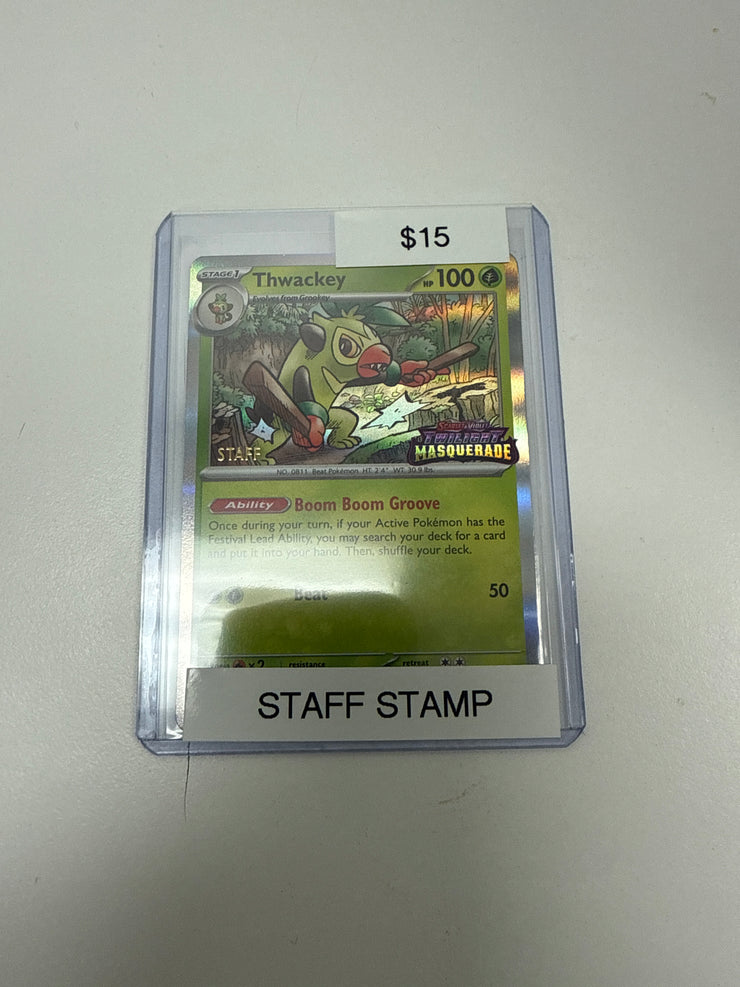 $15
STAGE 1 Thwackey HP 100
Evolves from Grookey
STAFF
SCARLET & VIOLET
TWILIGHT
MASQUERADE
NO. 0811 Beat Pokémon HT: 2'4" WT: 30.9 lbs.
Ability Boom Boom Groove
Once during your turn, if your Active Pokémon has the
Festival Lead Ability, you may search your deck for a card
and put it into your hand. Then, shuffle your deck.
Beat 50
x2 resistance retreat
STAFF STAMP